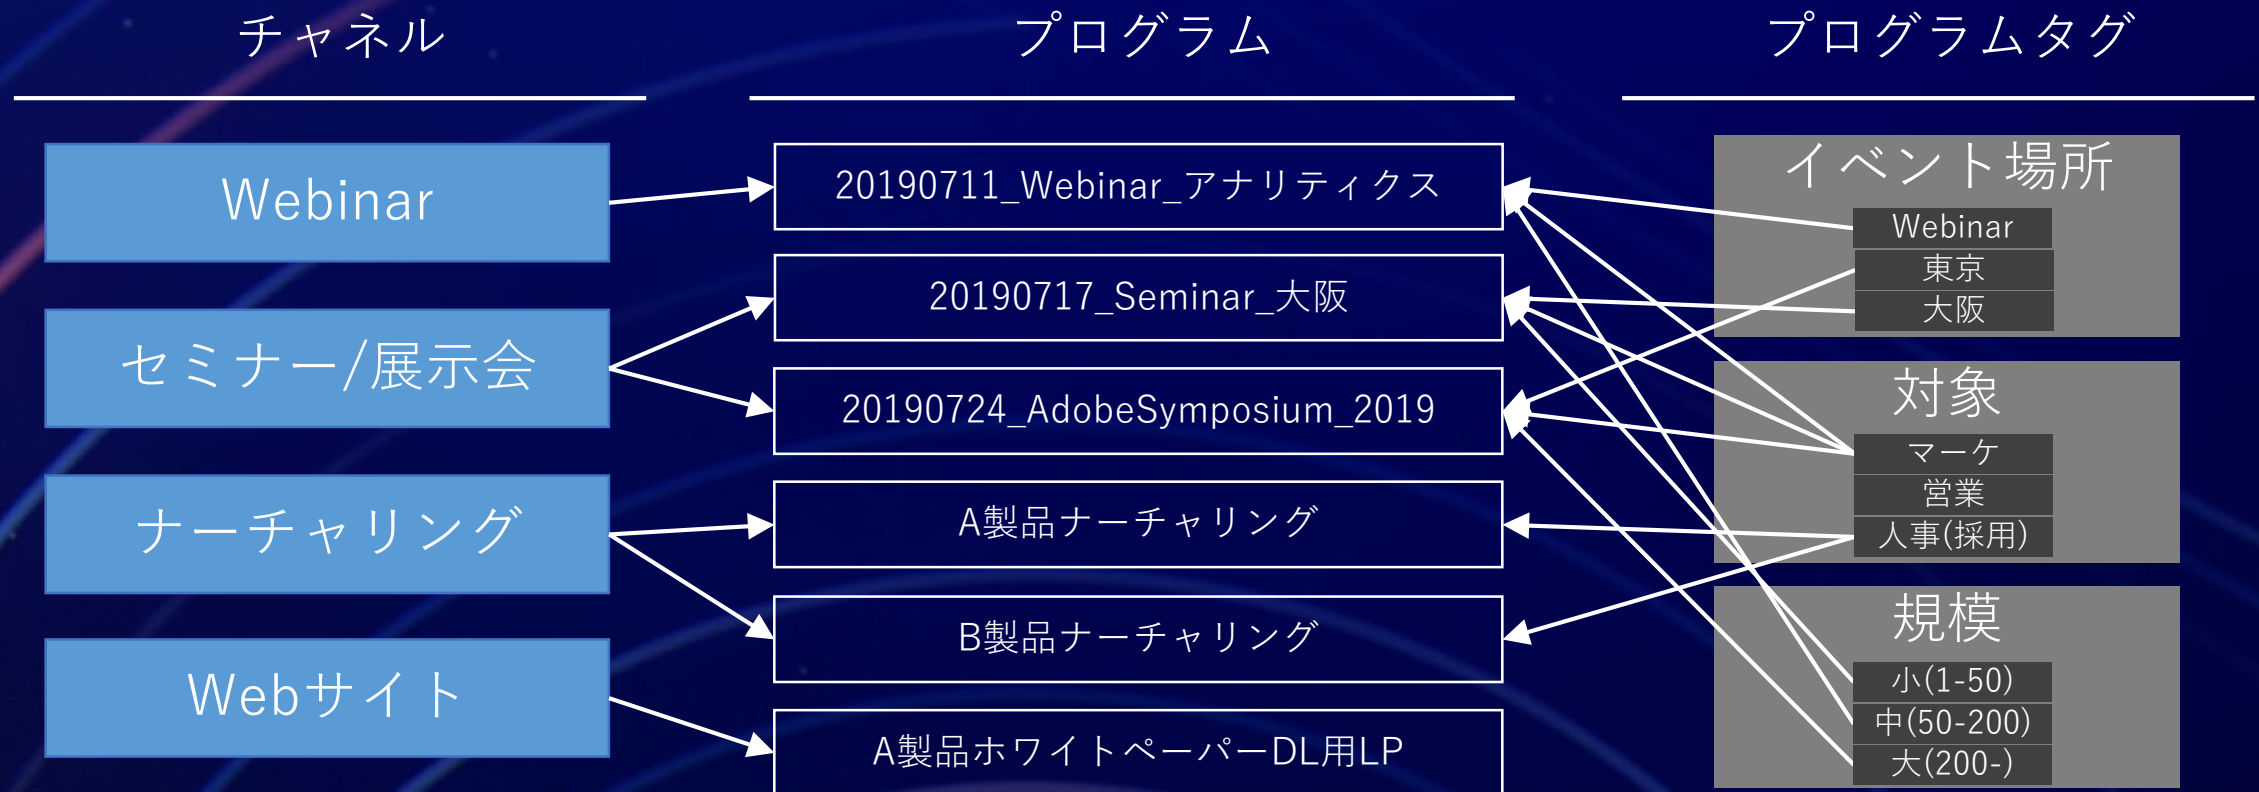 チャネル
プログラム
プログラムタグ
Webinar
セミナー/展示会
ナーチャリング
Webサイト
20190711_Webinar_アナリティクス
20190717_Seminar_大阪
20190724_AdobeSymposium_2019
A製品ナーチャリング
B製品ナーチャリング
A製品ホワイトペーパーDL用LP
イベント場所
Webinar
東京
大阪
対象
マーケ
営業
人事(採用)
規模
小(1-50)
中(50-200)
大(200-)